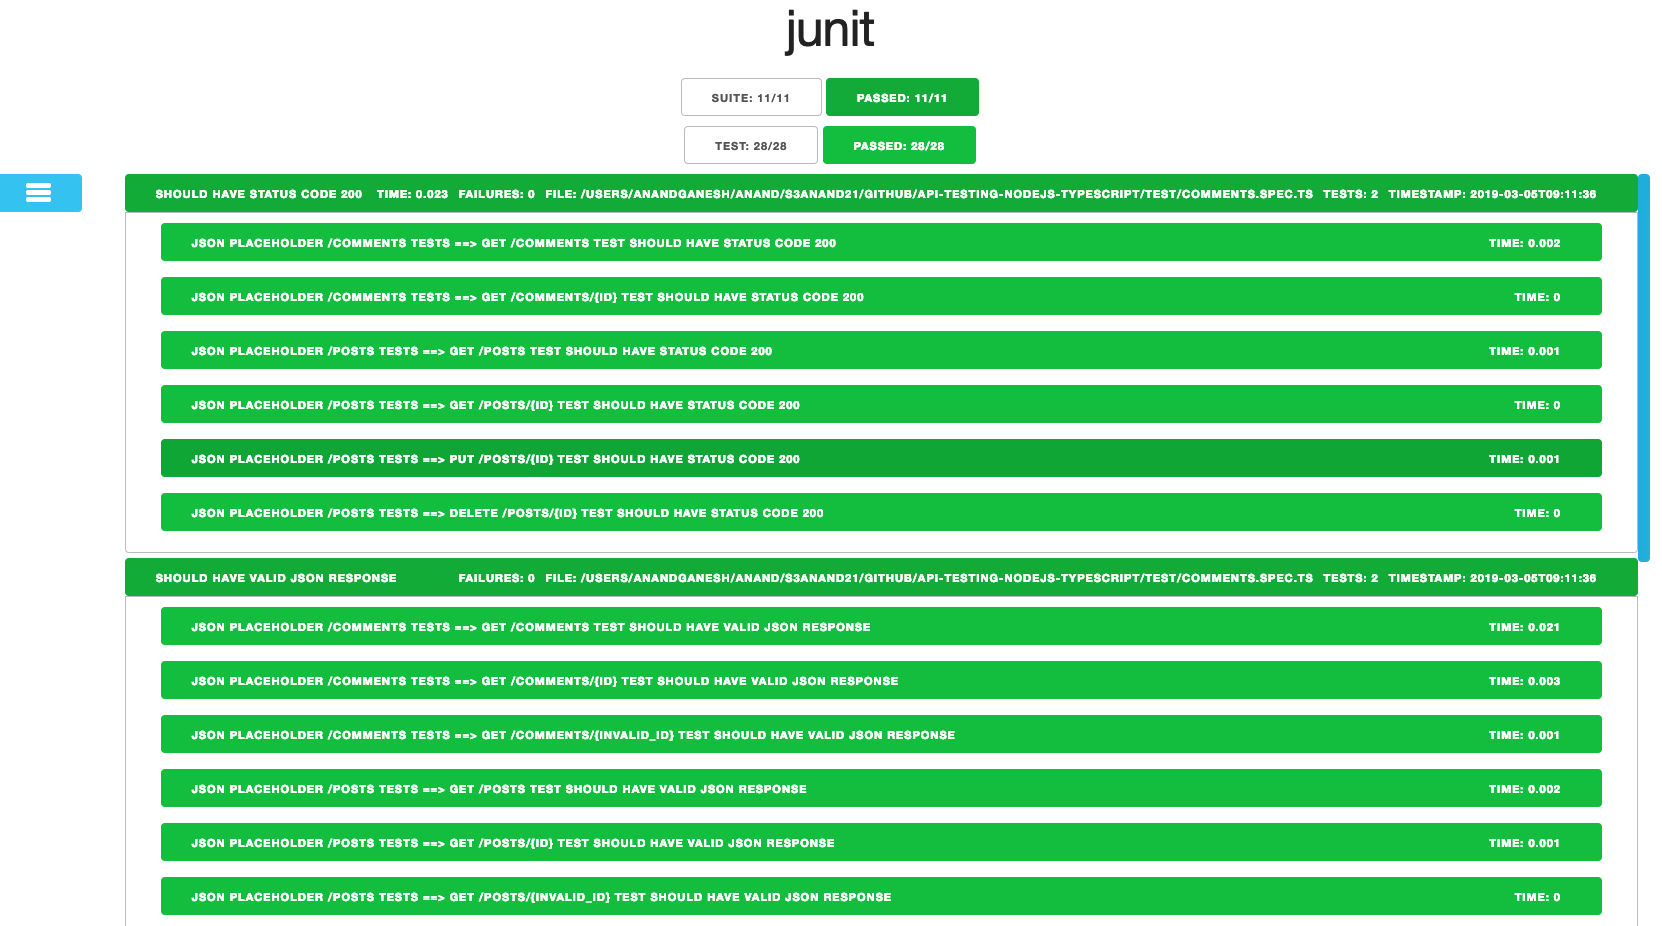 junit
SUITE: 11/11 PASSED: 11/11
TEST: 28/28 PASSED: 28/28
SHOULD HAVE STATUS CODE 200 TIME: 0.023 FAILURES: 0 FILE: /USERS/ANANDGANESH/ANAND/S3ANAND21/GITHUB/API-TESTING-NODEJS-TYPESCRIPT/TEST/COMMENTS.SPEC.TS TESTS: 2 TIMESTAMP: 2019-03-05T09:11:36
JSON PLACEHOLDER /COMMENTS TESTS ==> GET /COMMENTS TEST SHOULD HAVE STATUS CODE 200 TIME: 0.002
JSON PLACEHOLDER /COMMENTS TESTS ==> GET /COMMENTS/{ID} TEST SHOULD HAVE STATUS CODE 200 TIME: 0
JSON PLACEHOLDER /POSTS TESTS ==> GET /POSTS TEST SHOULD HAVE STATUS CODE 200 TIME: 0.001
JSON PLACEHOLDER /POSTS TESTS ==> GET /POSTS/{ID} TEST SHOULD HAVE STATUS CODE 200 TIME: 0
JSON PLACEHOLDER /POSTS TESTS ==> PUT /POSTS/{ID} TEST SHOULD HAVE STATUS CODE 200 TIME: 0.001
JSON PLACEHOLDER /POSTS TESTS ==> DELETE /POSTS/{ID} TEST SHOULD HAVE STATUS CODE 200 TIME: 0
SHOULD HAVE VALID JSON RESPONSE FAILURES: 0 FILE: /USERS/ANANDGANESH/ANAND/S3ANAND21/GITHUB/API-TESTING-NODEJS-TYPESCRIPT/TEST/COMMENTS.SPEC.TS TESTS: 2 TIMESTAMP: 2019-03-05T09:11:36
JSON PLACEHOLDER /COMMENTS TESTS ==> GET /COMMENTS TEST SHOULD HAVE VALID JSON RESPONSE TIME: 0.021
JSON PLACEHOLDER /COMMENTS TESTS ==> GET /COMMENTS/{ID} TEST SHOULD HAVE VALID JSON RESPONSE TIME: 0.003
JSON PLACEHOLDER /COMMENTS TESTS ==> GET /COMMENTS/{INVALID_ID} TEST SHOULD HAVE VALID JSON RESPONSE TIME: 0.001
JSON PLACEHOLDER /POSTS TESTS ==> GET /POSTS TEST SHOULD HAVE VALID JSON RESPONSE TIME: 0.002
JSON PLACEHOLDER /POSTS TESTS ==> GET /POSTS/{ID} TEST SHOULD HAVE VALID JSON RESPONSE TIME: 0.001
JSON PLACEHOLDER /POSTS TESTS ==> GET /POSTS/{INVALID_ID} TEST SHOULD HAVE VALID JSON RESPONSE TIME: 0